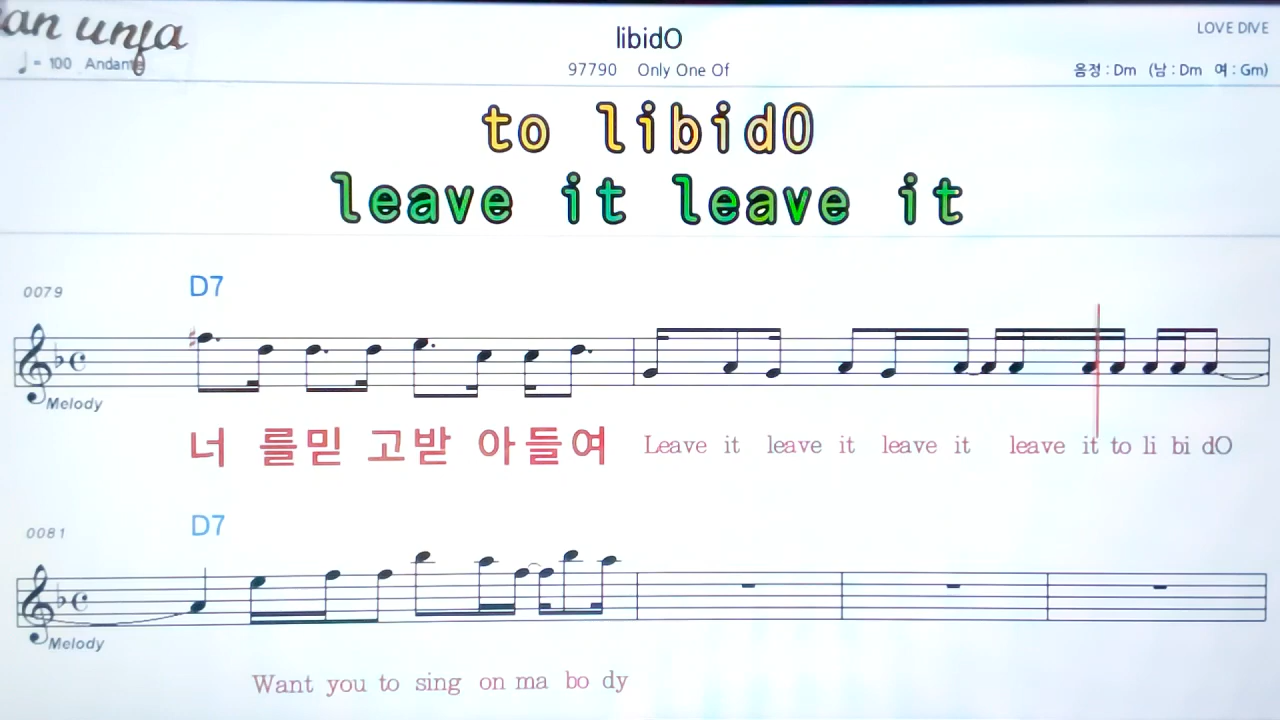 an unfa
libidO
LOVE DIVE
♩= 100 Andante
97790 Only One Of
음정 : Dm (남 : Dm 여 : Gm)
to libidO
leave it leave it
0079
D7
Melody
너 를믿 고받 아들여 Leave it leave it leave it leave it to li bi dO
0081
D7
Melody
Want you to sing on ma bo dy